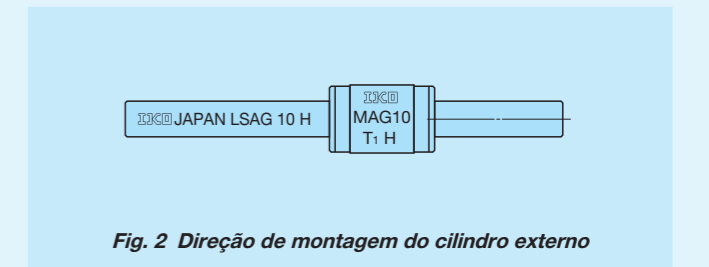 IKO JAPAN LSAG 10 H
IKO
MAG10
T1 H
Fig. 2 Direção de montagem do cilindro externo